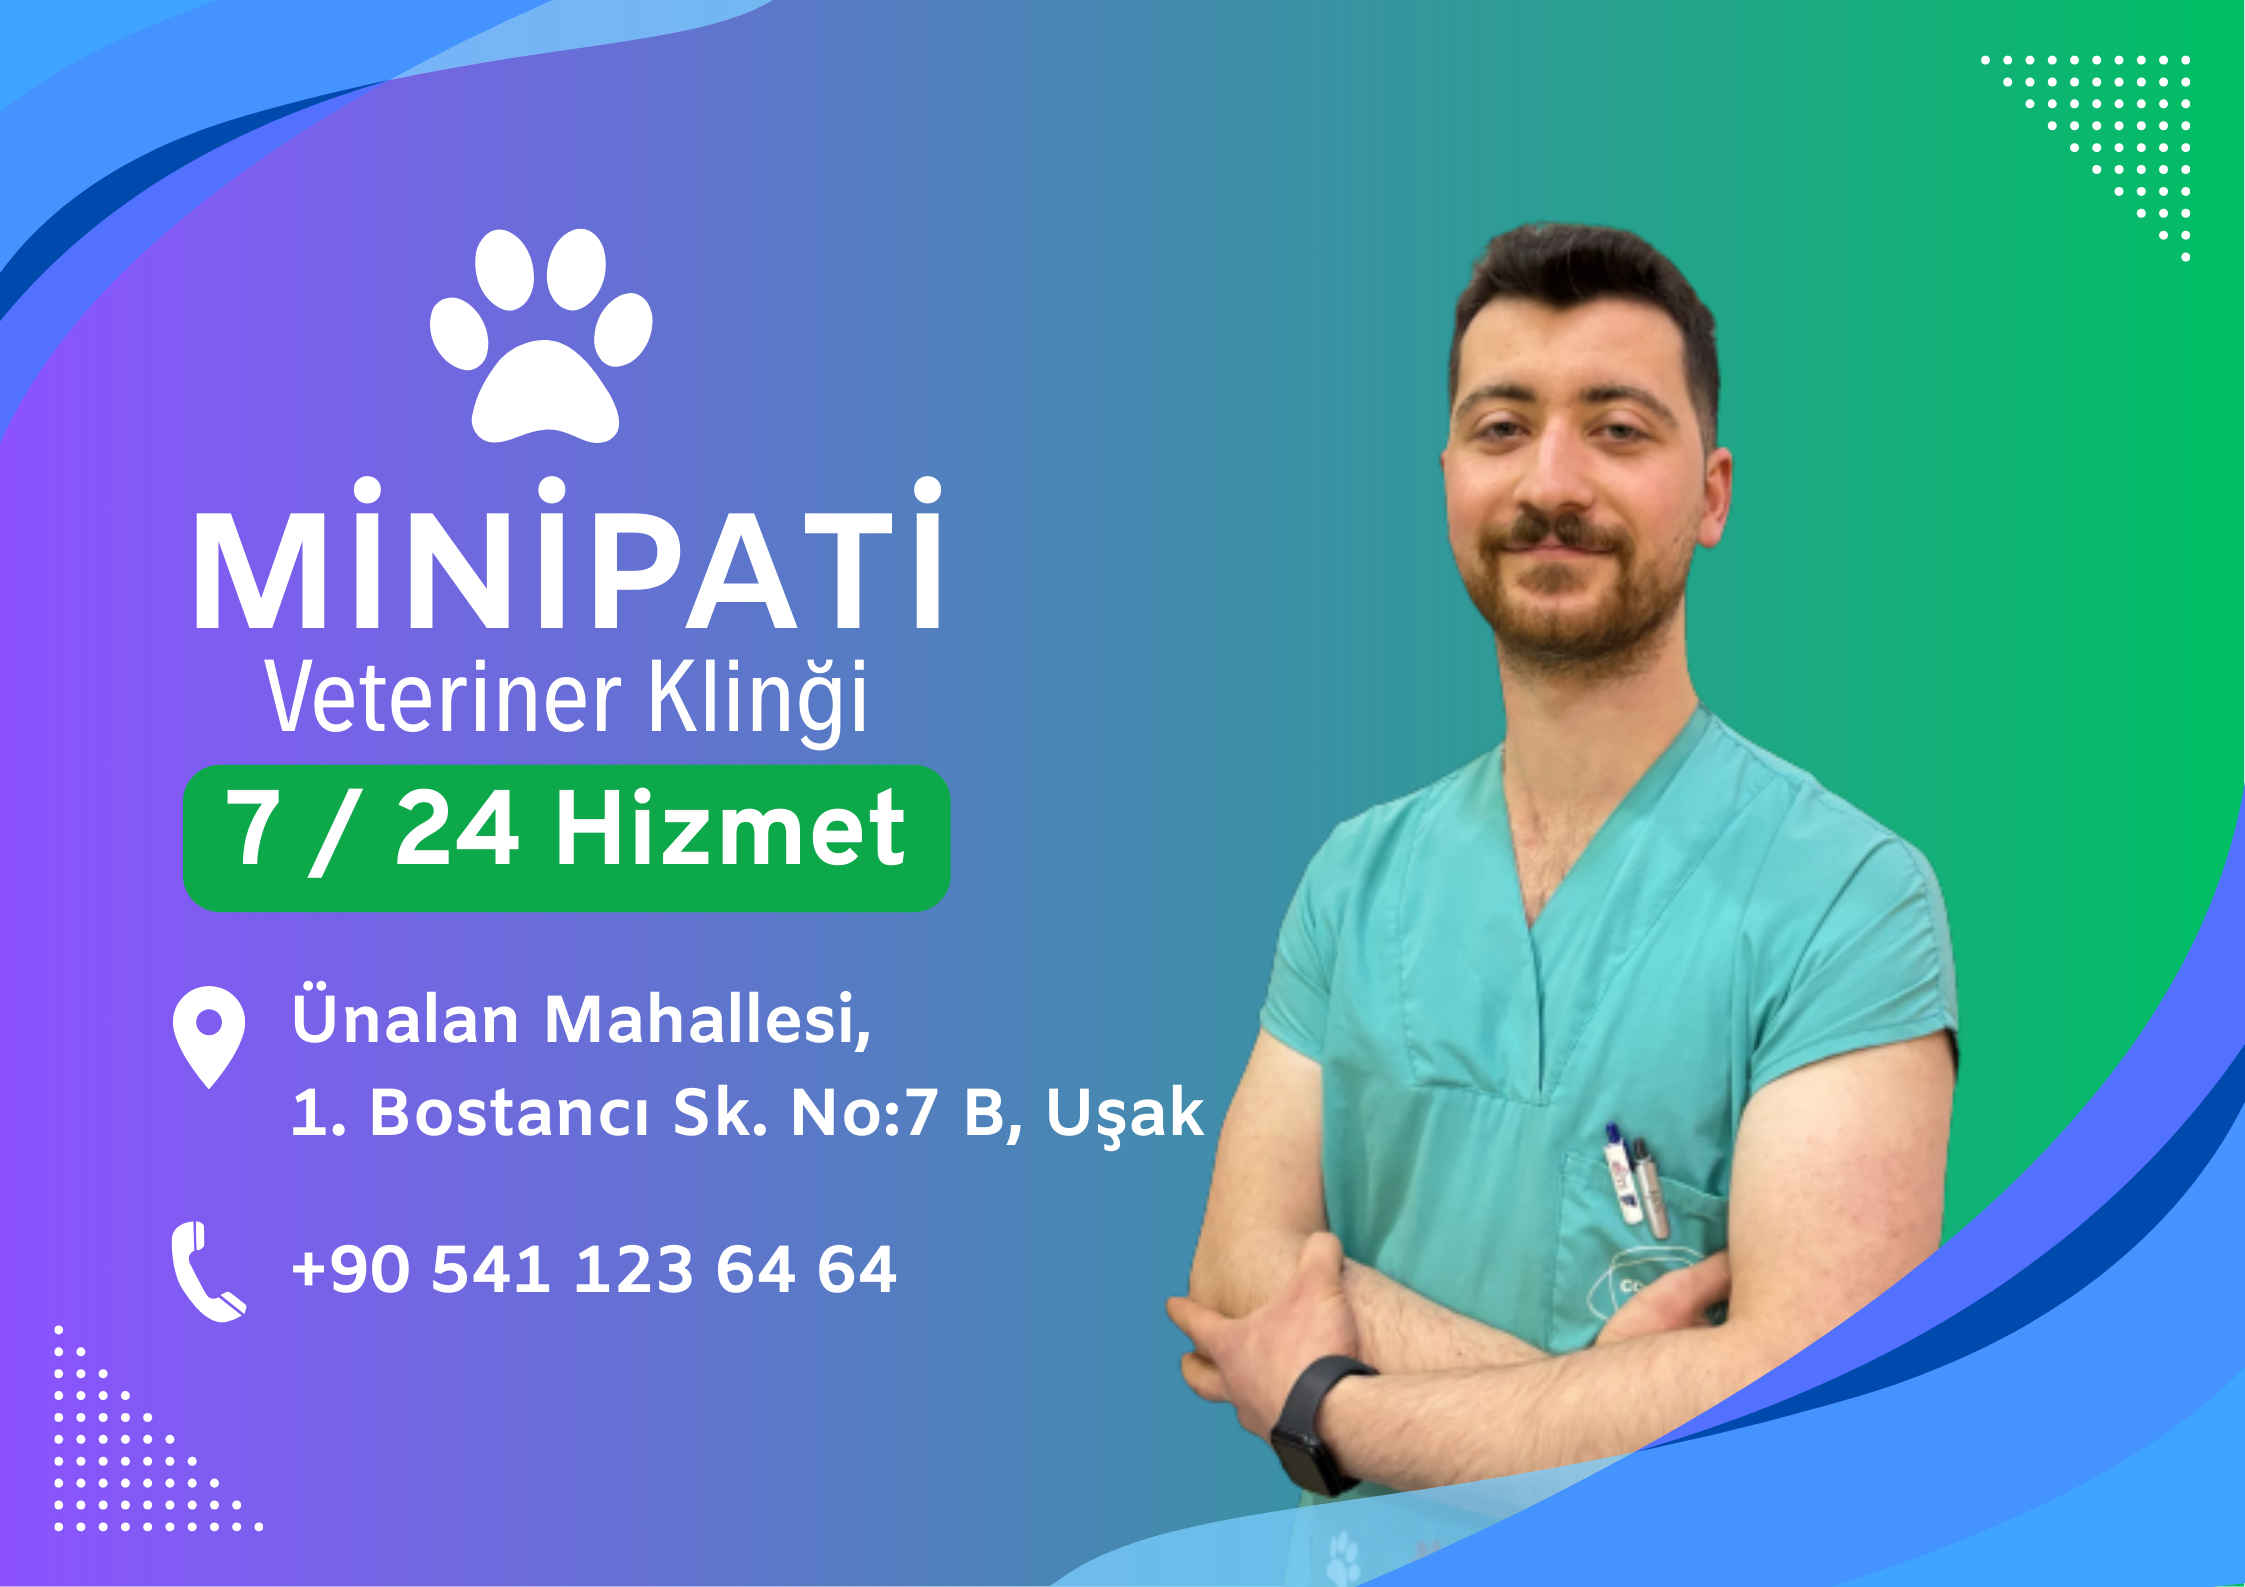 MİNİPATİ
Veteriner Klinği
7 / 24 Hizmet
Ünalan Mahallesi,
1. Bostancı Sk. No:7 B, Uşak
+90 541 123 64 64